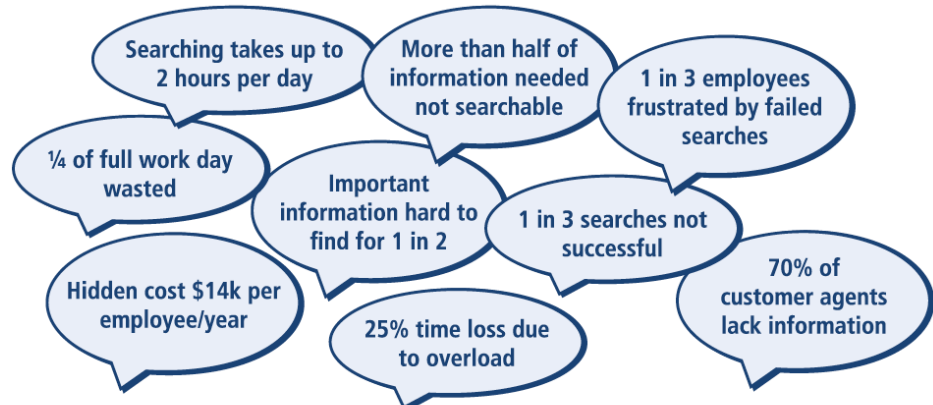 Searching takes up to
2 hours per day
More than half of
information needed
not searchable
1 in 3 employees
frustrated by failed
searches
¼ of full work day
wasted
Important
information hard to
find for 1 in 2
1 in 3 searches not
successful
Hidden cost $14k per
employee/year
25% time loss due
to overload
70% of
customer agents
lack information